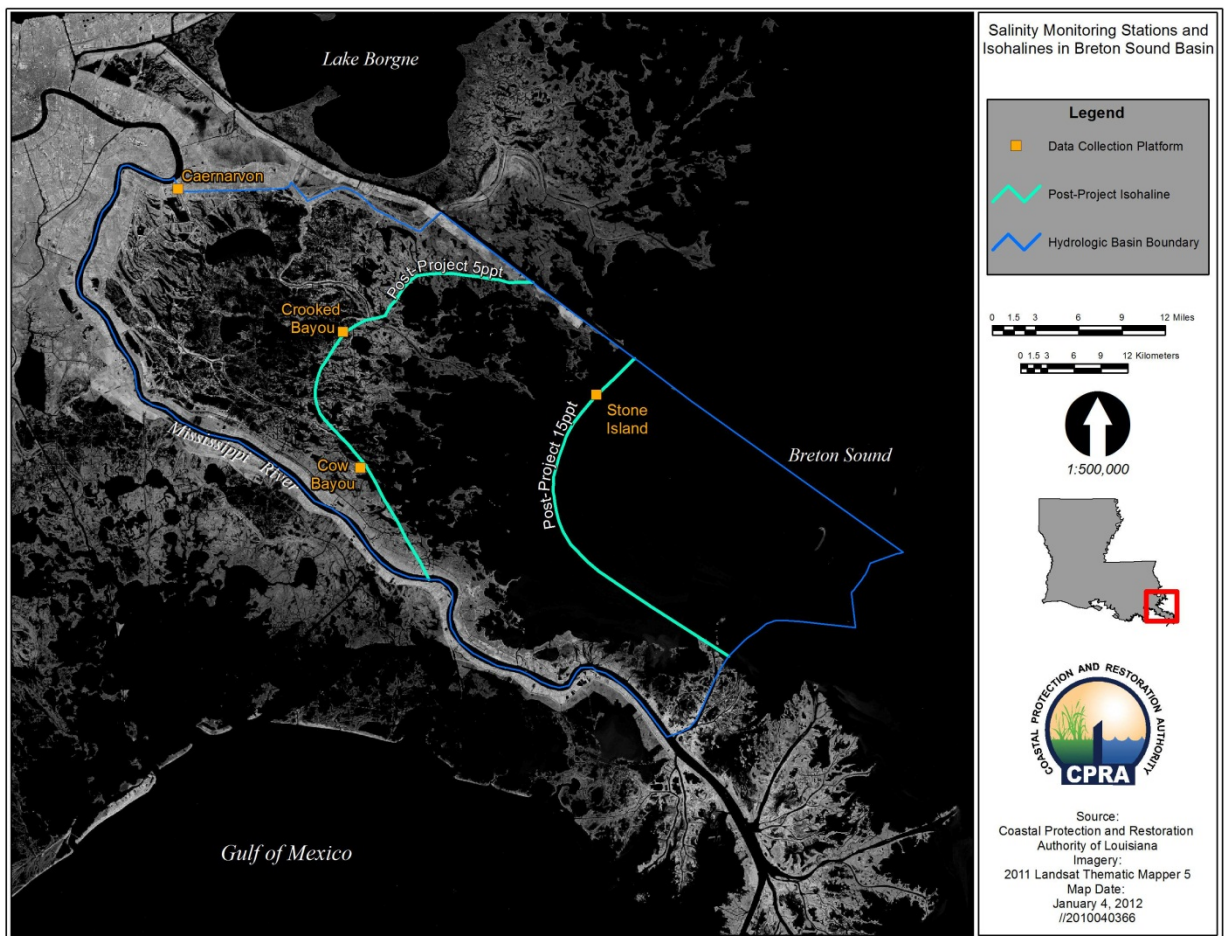 Lake Borgne
Caernarvon
Post-Project 5ppt
Crooked
Bayou
Stone
Island
Post-Project 15ppt
Cow
Bayou
Mississippi River
Breton Sound
Gulf of Mexico
Salinity Monitoring Stations and
Isohalines in Breton Sound Basin
Legend
Data Collection Platform
Post-Project Isohaline
Hydrologic Basin Boundary
0 1.5 3 6 9 12 Miles
0 1.5 3 6 9 12 Kilometers
1:500,000
COASTAL PROTECTION AND RESTORATION AUTHORITY
CPRA
Source:
Coastal Protection and Restoration
Authority of Louisiana
Imagery:
2011 Landsat Thematic Mapper 5
Map Date:
January 4, 2012
//2010040366